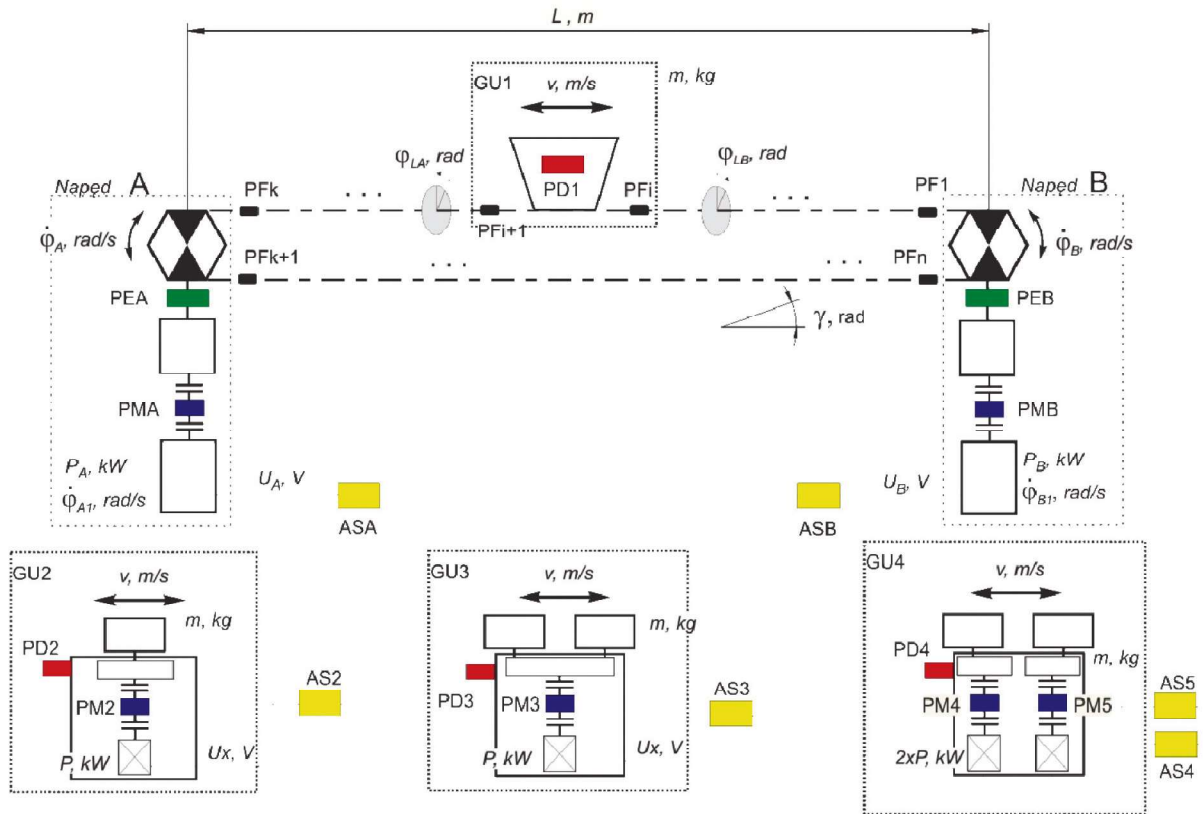 L , m
GU1
v, m/s
m, kg
φLA, rad
PD1
φLB, rad
Napęd A
PFk
. . .
PFi+1
PFi
. . .
PF1
Napęd B
φ̇A, rad/s
PFk+1
. . .
PFn
φ̇B, rad/s
PEA
γ, rad
PEB
PMA
PMB
PA, kW
φ̇A1, rad/s
UA, V
ASA
ASB
UB, V
PB, kW
φ̇B1, rad/s
GU2
v, m/s
m, kg
PD2
PM2
P, kW
Ux, V
AS2
GU3
v, m/s
m, kg
PD3
PM3
P, kW
Ux, V
AS3
GU4
v, m/s
PD4
m, kg
PM4
PM5
2xP, kW
AS5
AS4